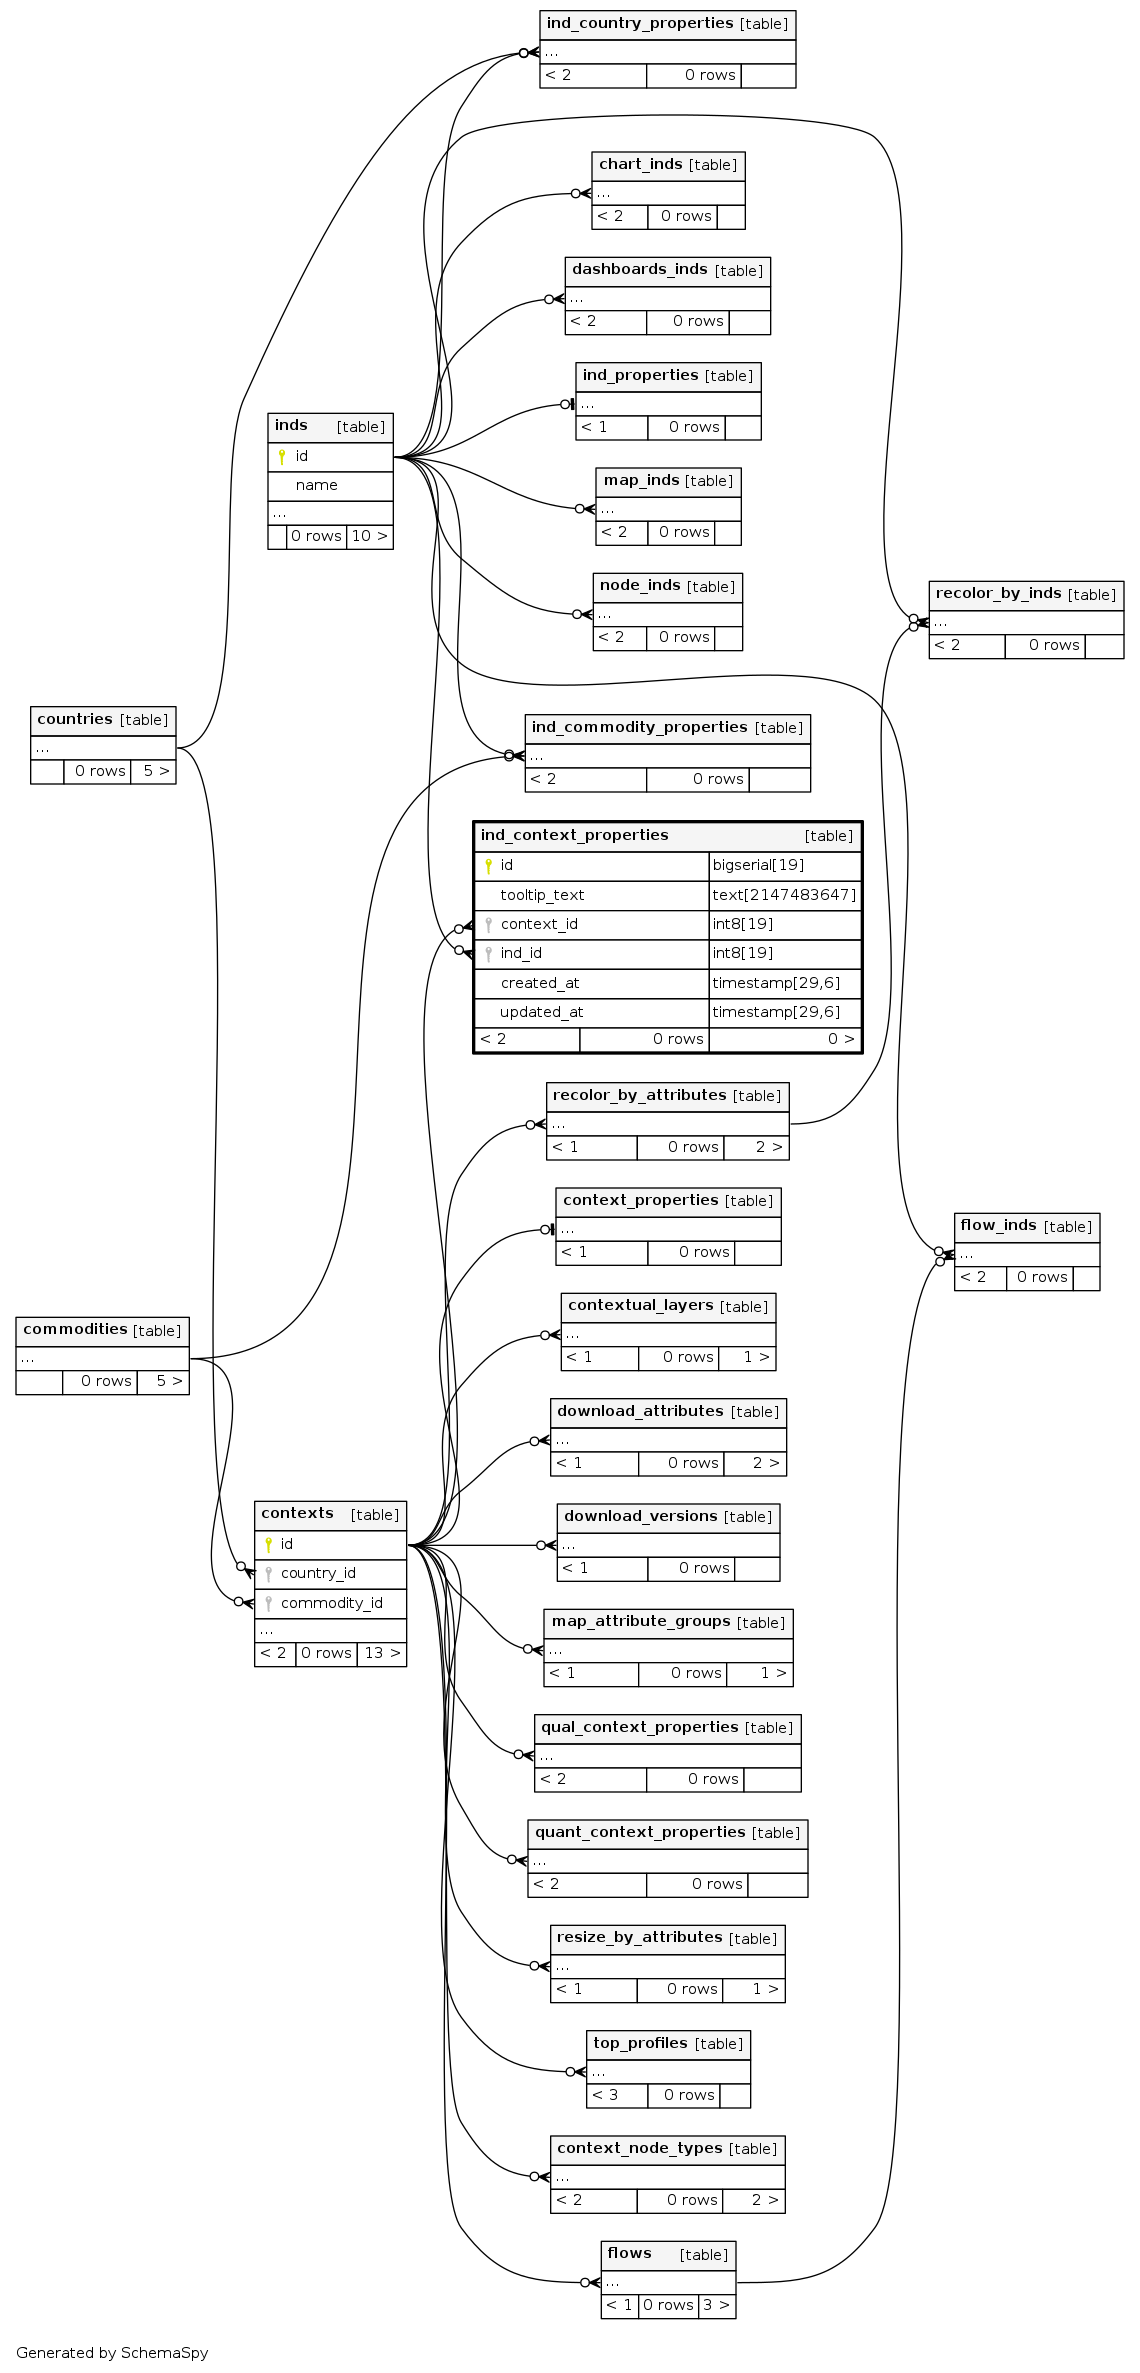 ind_country_properties [table]
...
< 2 0 rows
chart_inds [table]
...
< 2 0 rows
dashboards_inds [table]
...
< 2 0 rows
ind_properties [table]
...
< 1 0 rows
inds [table]
id
name
...
0 rows 10 >
map_inds [table]
...
< 2 0 rows
node_inds [table]
...
< 2 0 rows
recolor_by_inds [table]
...
< 2 0 rows
countries [table]
...
0 rows 5 >
ind_commodity_properties [table]
...
< 2 0 rows
ind_context_properties [table]
id bigserial[19]
tooltip_text text[2147483647]
context_id int8[19]
ind_id int8[19]
created_at timestamp[29,6]
updated_at timestamp[29,6]
< 2 0 rows 0 >
recolor_by_attributes [table]
...
< 1 0 rows 2 >
context_properties [table]
...
< 1 0 rows
flow_inds [table]
...
< 2 0 rows
contextual_layers [table]
...
< 1 0 rows 1 >
commodities [table]
...
0 rows 5 >
download_attributes [table]
...
< 1 0 rows 2 >
contexts [table]
id
country_id
commodity_id
...
< 2 0 rows 13 >
download_versions [table]
...
< 1 0 rows
map_attribute_groups [table]
...
< 1 0 rows 1 >
qual_context_properties [table]
...
< 2 0 rows
quant_context_properties [table]
...
< 2 0 rows
resize_by_attributes [table]
...
< 1 0 rows 1 >
top_profiles [table]
...
< 3 0 rows
context_node_types [table]
...
< 2 0 rows 2 >
flows [table]
...
< 1 0 rows 3 >
Generated by SchemaSpy